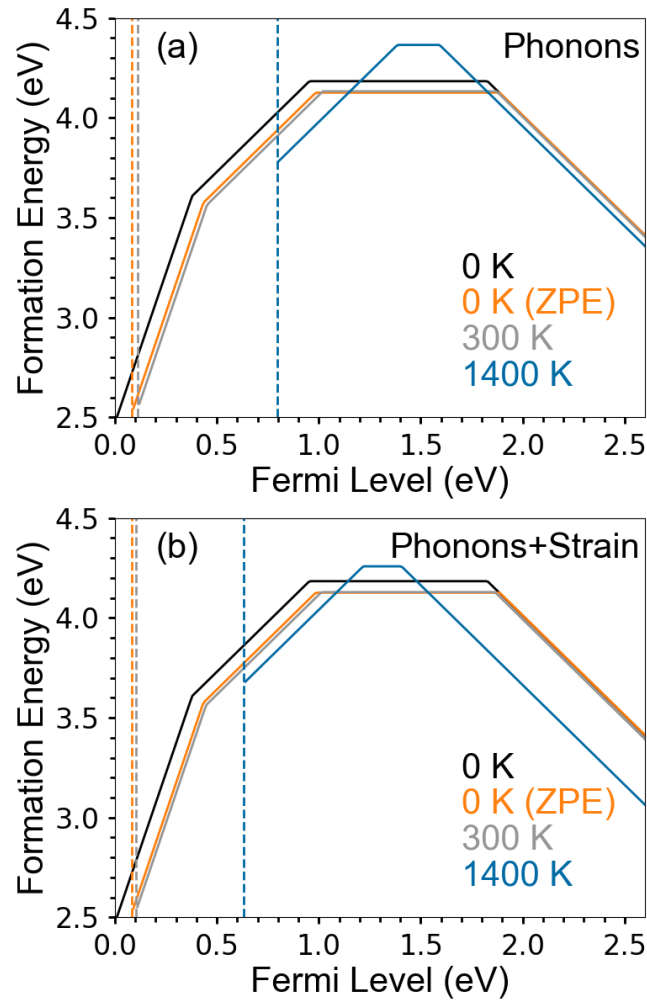 4.5
(a)
Phonons
4.0
3.5
3.0
2.5
Formation Energy (eV)
0 K
0 K (ZPE)
300 K
1400 K
0.0 0.5 1.0 1.5 2.0 2.5
Fermi Level (eV)
4.5
(b)
Phonons+Strain
4.0
3.5
3.0
2.5
Formation Energy (eV)
0 K
0 K (ZPE)
300 K
1400 K
0.0 0.5 1.0 1.5 2.0 2.5
Fermi Level (eV)